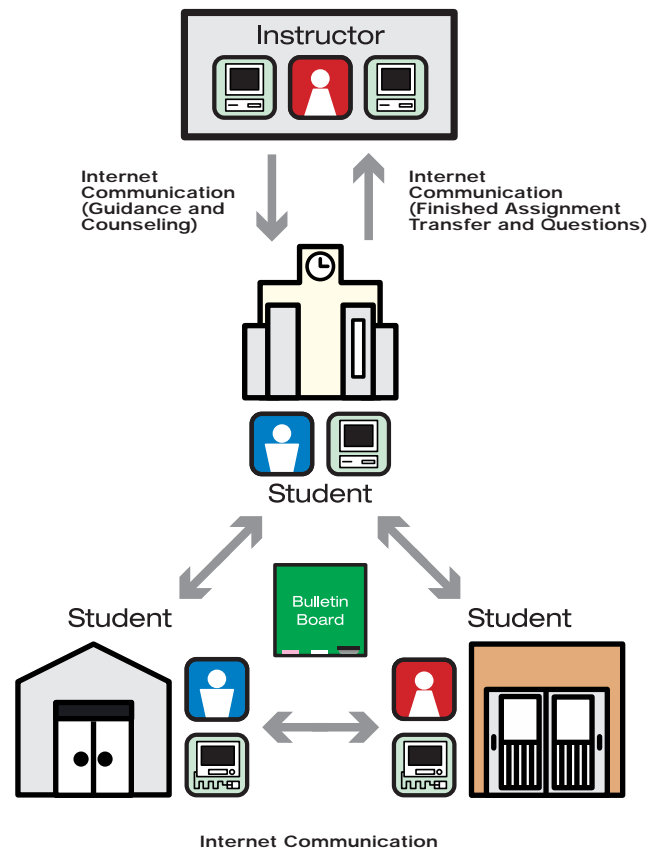 Instructor
Internet
Communication
(Guidance and
Counseling)
Internet
Communication
(Finished Assignment
Transfer and Questions)
Student
Bulletin
Board
Student
Student
Internet Communication